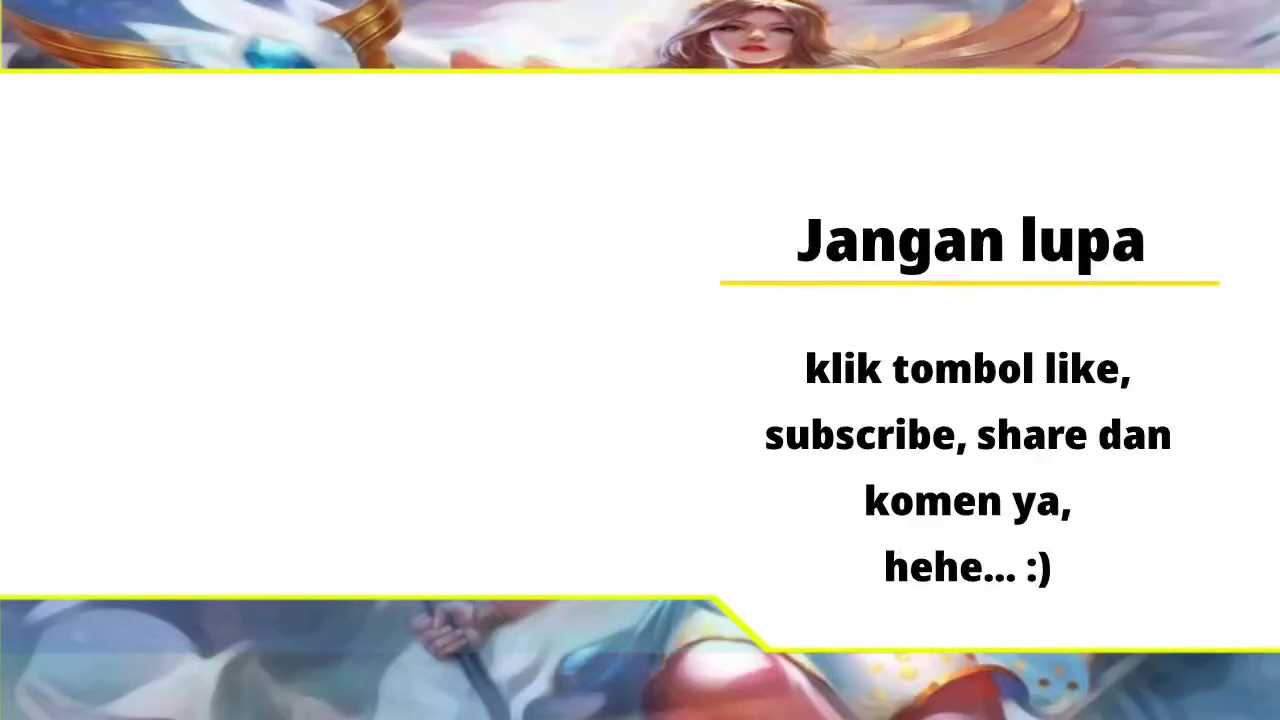 Jangan lupa
klik tombol like,
subscribe, share dan
komen ya,
hehe... :)